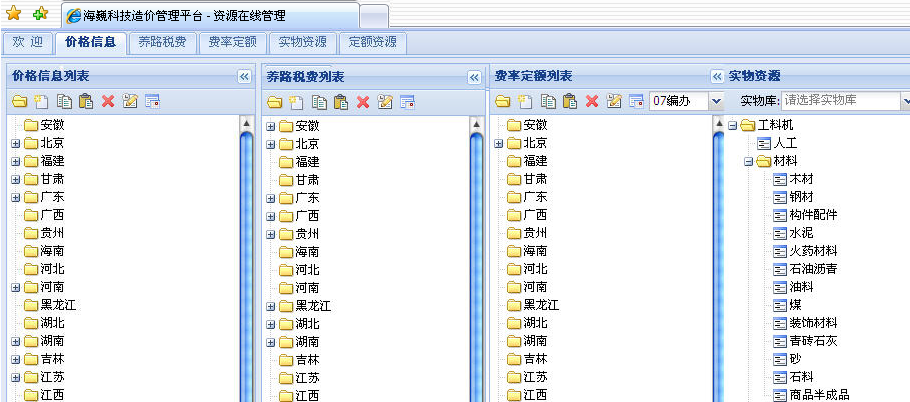 海巍科技造价管理平台 - 资源在线管理
欢 迎
价格信息
养路税费
费率定额
实物资源
定额资源
价格信息列表
安徽
北京
福建
甘肃
广东
广西
贵州
海南
河北
河南
黑龙江
湖北
湖南
吉林
江苏
江西
养路税费列表
安徽
北京
福建
甘肃
广东
广西
贵州
海南
河北
河南
黑龙江
湖北
湖南
吉林
江苏
江西
费率定额列表
07编办
安徽
北京
福建
甘肃
广东
广西
贵州
海南
河北
河南
黑龙江
湖北
湖南
吉林
江苏
江西
实物资源
实物库: 请选择实物库
工料机
人工
材料
木材
钢材
构件配件
水泥
火药材料
石油沥青
油料
煤
装饰材料
青砖石灰
砂
石料
商品半成品